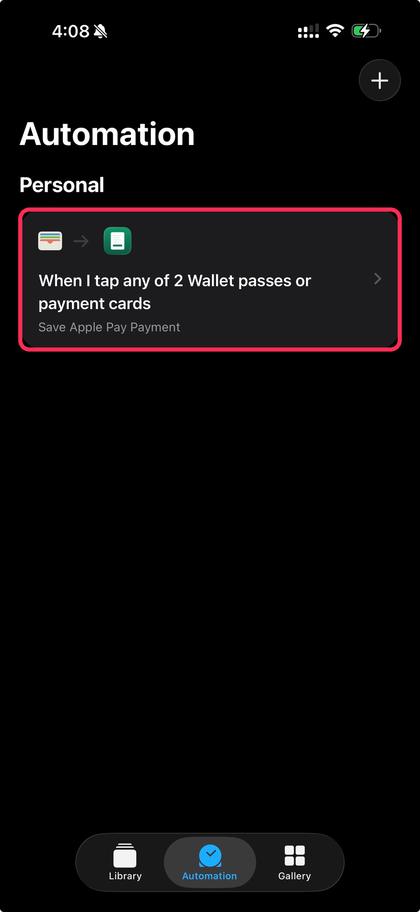 4:08
Automation
Personal
When I tap any of 2 Wallet passes or
payment cards
Save Apple Pay Payment
Library
Automation
Gallery